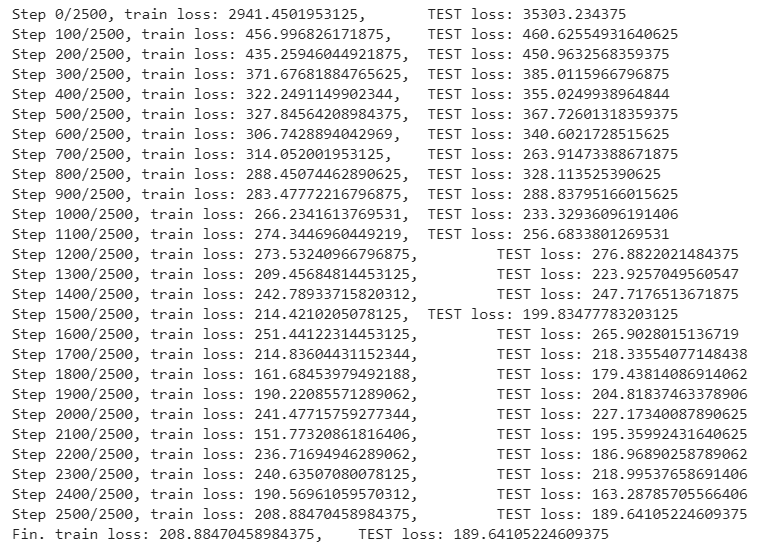 Step 0/2500, train loss: 2941.4501953125, TEST loss: 35303.234375
Step 100/2500, train loss: 456.996826171875, TEST loss: 460.62554931640625
Step 200/2500, train loss: 435.25946044921875, TEST loss: 450.9632568359375
Step 300/2500, train loss: 371.67681884765625, TEST loss: 385.0115966796875
Step 400/2500, train loss: 322.2491149902344, TEST loss: 355.0249938964844
Step 500/2500, train loss: 327.84564208984375, TEST loss: 367.72601318359375
Step 600/2500, train loss: 306.7428894042969, TEST loss: 340.6021728515625
Step 700/2500, train loss: 314.052001953125, TEST loss: 263.91473388671875
Step 800/2500, train loss: 288.45074462890625, TEST loss: 328.113525390625
Step 900/2500, train loss: 283.47772216796875, TEST loss: 288.83795166015625
Step 1000/2500, train loss: 266.2341613769531, TEST loss: 233.32936096191406
Step 1100/2500, train loss: 274.3446960449219, TEST loss: 256.6833801269531
Step 1200/2500, train loss: 273.53240966796875, TEST loss: 276.8822021484375
Step 1300/2500, train loss: 209.45684814453125, TEST loss: 223.9257049560547
Step 1400/2500, train loss: 242.78933715820312, TEST loss: 247.7176513671875
Step 1500/2500, train loss: 214.4210205078125, TEST loss: 199.83477783203125
Step 1600/2500, train loss: 251.44122314453125, TEST loss: 265.9028015136719
Step 1700/2500, train loss: 214.83604431152344, TEST loss: 218.33554077148438
Step 1800/2500, train loss: 161.68453979492188, TEST loss: 179.43814086914062
Step 1900/2500, train loss: 190.22085571289062, TEST loss: 204.81837463378906
Step 2000/2500, train loss: 241.47715759277344, TEST loss: 227.17340087890625
Step 2100/2500, train loss: 151.77320861816406, TEST loss: 195.35992431640625
Step 2200/2500, train loss: 236.71694946289062, TEST loss: 186.96890258789062
Step 2300/2500, train loss: 240.63507080078125, TEST loss: 218.99537658691406
Step 2400/2500, train loss: 190.56961059570312, TEST loss: 163.28785705566406
Step 2500/2500, train loss: 208.88470458984375, TEST loss: 189.64105224609375
Fin. train loss: 208.88470458984375, TEST loss: 189.64105224609375